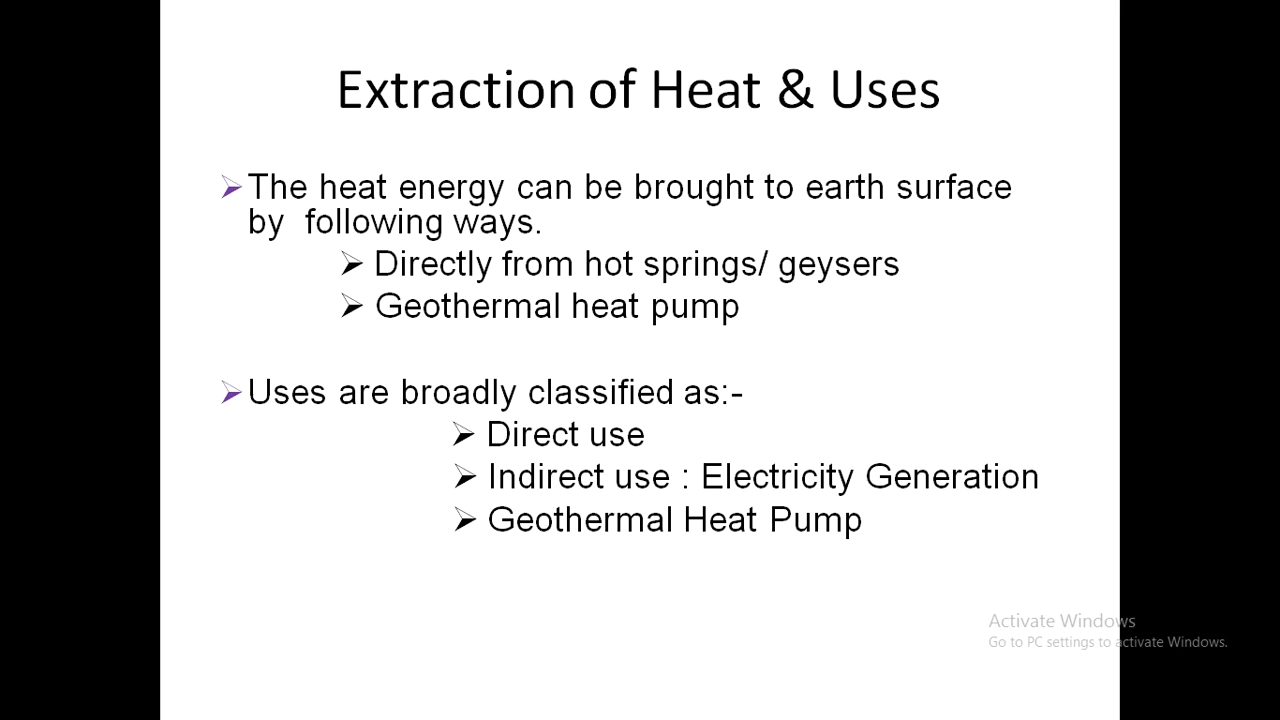 Extraction of Heat & Uses
The heat energy can be brought to earth surface
by following ways.
Directly from hot springs/ geysers
Geothermal heat pump
Uses are broadly classified as:-
Direct use
Indirect use : Electricity Generation
Geothermal Heat Pump
Activate Windows
Go to PC settings to activate Windows.